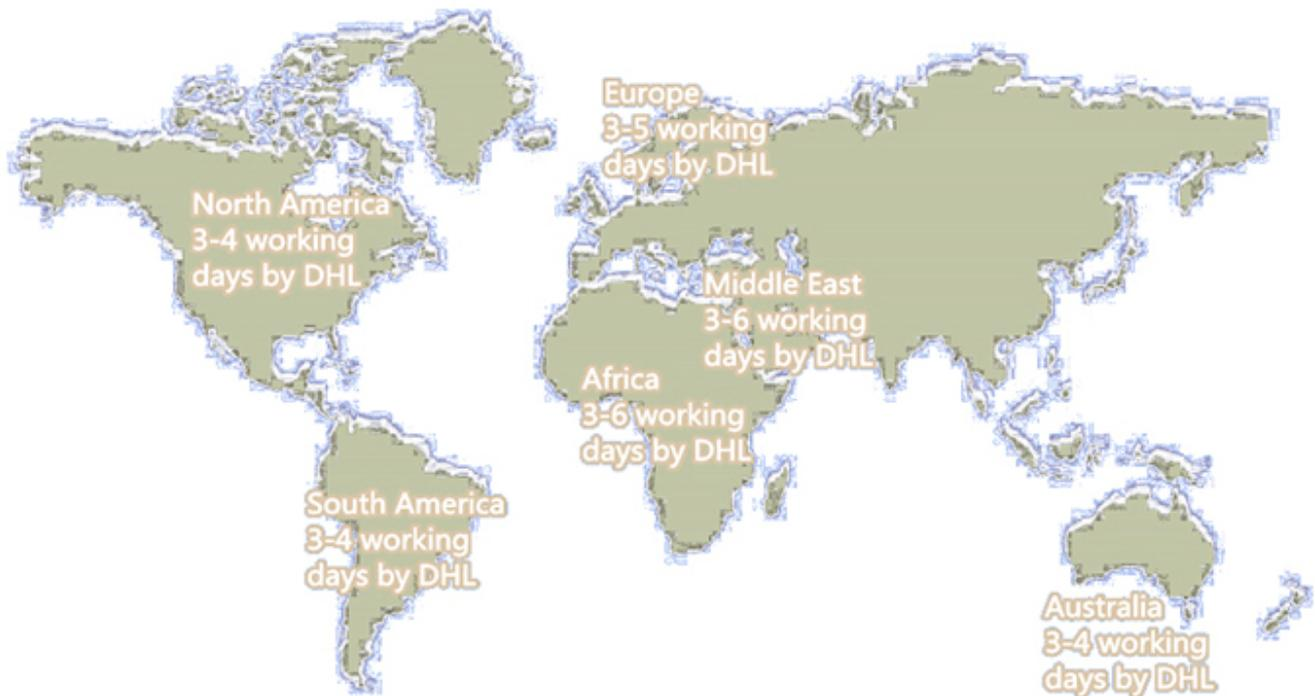 Europe
3-5 working
days by DHL
North America
3-4 working
days by DHL
Middle East
3-6 working
days by DHL
Africa
3-6 working
days by DHL
South America
3-4 working
days by DHL
Australia
3-4 working
days by DHL